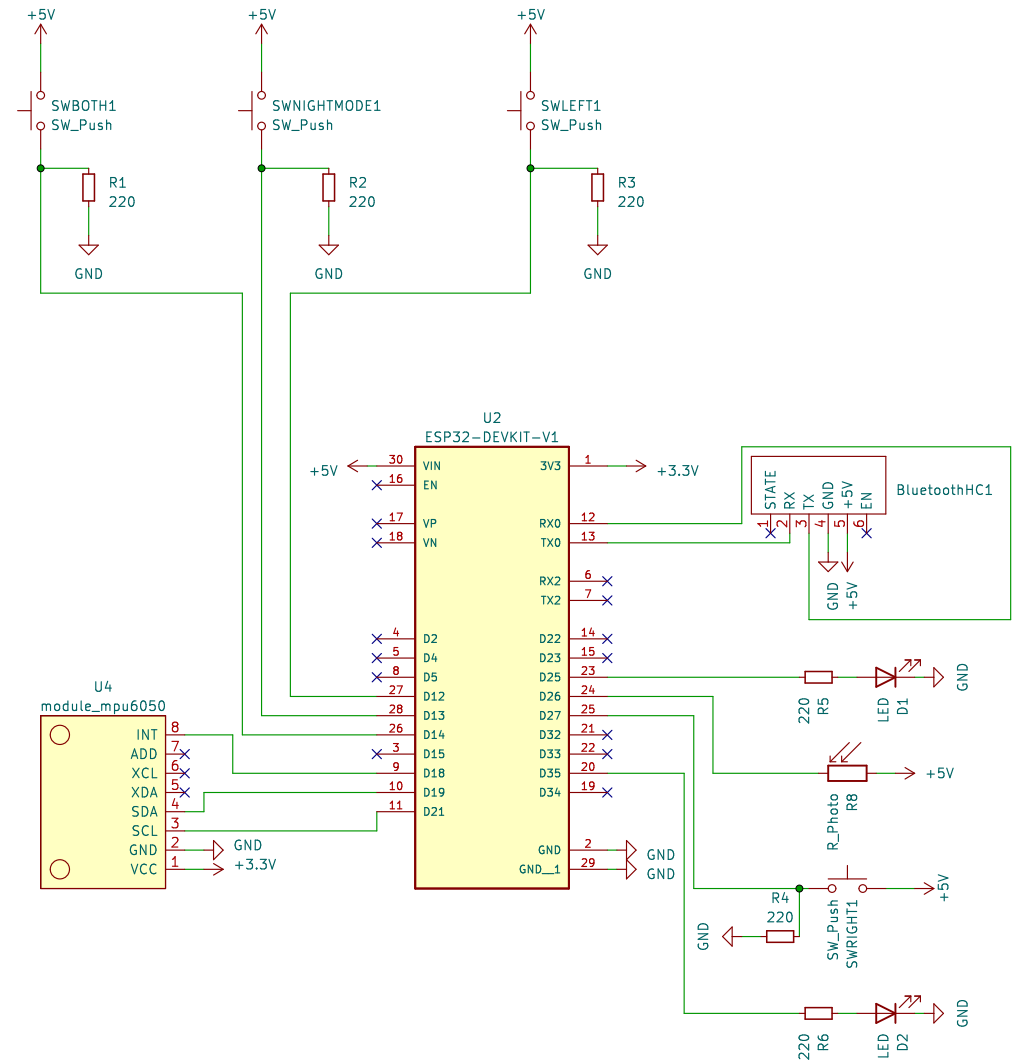 +5V
+5V
+5V
SWBOTH1
SW_Push
SWNIGHTMODE1
SW_Push
SWLEFT1
SW_Push
R1
220
R2
220
R3
220
GND
GND
GND
U2
ESP32-DEVKIT-V1
+5V
30
VIN
16
EN
17
VP
18
VN
4
D2
5
D4
8
D5
27
D12
28
D13
26
D14
3
D15
9
D18
10
D19
11
D21
3V3
1
+3.3V
RX0
12
TX0
13
RX2
6
TX2
7
D22
14
D23
15
D25
23
D26
24
D27
25
D32
21
D33
22
D35
20
D34
19
GND
2
GND
GND__1
29
GND
STATE
RX
TX
GND
+5V
EN
1
2
3
4
5
6
BluetoothHC1
GND
+5V
U4
module_mpu6050
INT
8
ADD
7
XCL
6
XDA
5
SDA
4
SCL
3
GND
2
GND
VCC
1
+3.3V
220
R5
LED
D1
GND
R_Photo
R8
+5V
R4
220
GND
SW_Push
SWRIGHT1
+5V
220
R6
LED
D2
GND